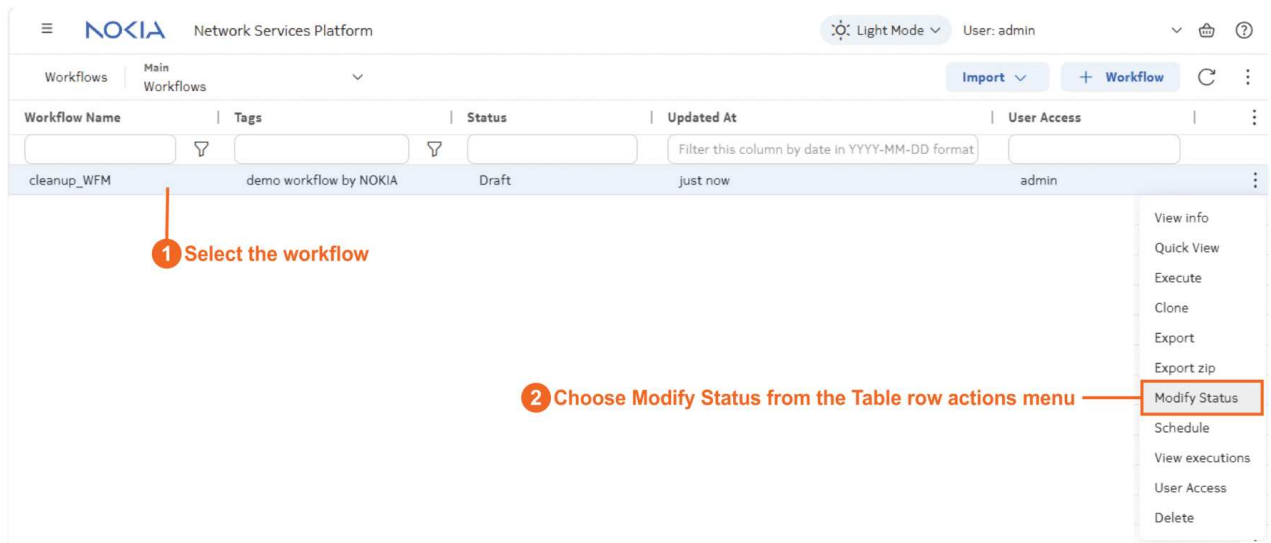 NOKIA Network Services Platform Light Mode User: admin
Workflows Main Workflows Import + Workflow
Workflow Name Tags Status Updated At User Access
Filter this column by date in YYYY-MM-DD format
cleanup_WFM demo workflow by NOKIA Draft just now admin
View info
1 Select the workflow
Quick View
Execute
Clone
Export
Export zip
2 Choose Modify Status from the Table row actions menu
Modify Status
Schedule
View executions
User Access
Delete